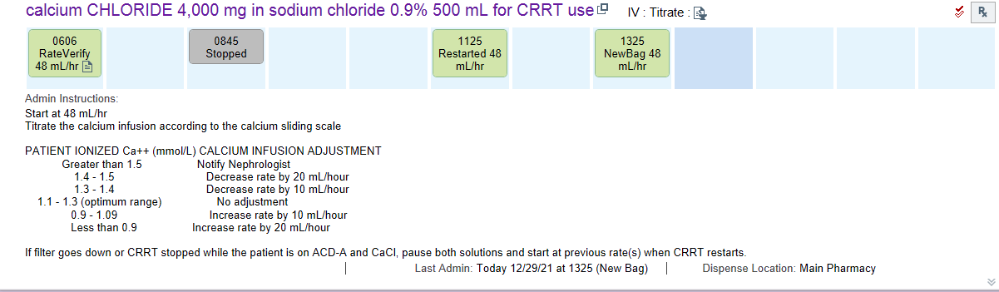 calcium CHLORIDE 4,000 mg in sodium chloride 0.9% 500 mL for CRRT use IV : Titrate :
0606 RateVerify 48 mL/hr
0845 Stopped
1125 Restarted 48 mL/hr
1325 NewBag 48 mL/hr
Admin Instructions:
Start at 48 mL/hr
Titrate the calcium infusion according to the calcium sliding scale
PATIENT IONIZED Ca++ (mmol/L) CALCIUM INFUSION ADJUSTMENT
Greater than 1.5 Notify Nephrologist
1.4 - 1.5 Decrease rate by 20 mL/hour
1.3 - 1.4 Decrease rate by 10 mL/hour
1.1 - 1.3 (optimum range) No adjustment
0.9 - 1.09 Increase rate by 10 mL/hour
Less than 0.9 Increase rate by 20 mL/hour
If filter goes down or CRRT stopped while the patient is on ACD-A and CaCl, pause both solutions and start at previous rate(s) when CRRT restarts.
Last Admin: Today 12/29/21 at 1325 (New Bag) Dispense Location: Main Pharmacy